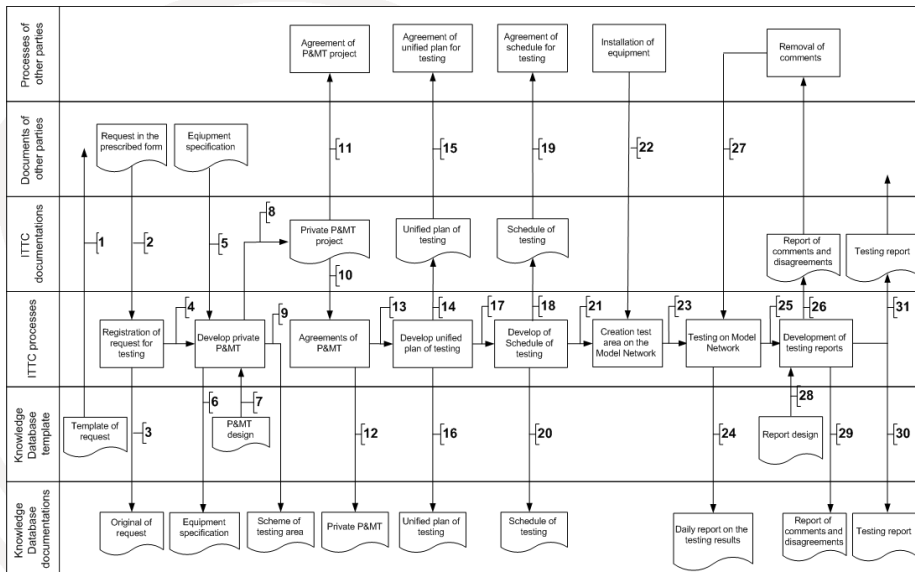 Processes of
other parties
Agreement of
P&MT project
Agreement of
unified plan for
testing
Agreement of
schedule for
testing
Installation of
equipment
Removal of
comments
Documents of
other parties
Request in the
prescribed form
Eqiupment
specification
11
15
19
22
27
ITTC
documentations
1
2
5
8
Private P&MT
project
10
Unified plan of
testing
Schedule of
testing
Report of
comments and
disagreements
Testing report
ITTC processes
4
9
13
14
17
18
21
23
25
26
31
Registration of
request for
testing
Develop private
P&MT
Agreements of
P&MT
Develop unified
plan of testing
Develop of
Schedule of
testing
Creation test
area on the
Model Network
Testing on Model
Network
Development of
testing reports
Knowledge
Database
template
Template of
request
3
6
7
P&MT
design
12
16
20
24
28
Report design
29
30
Knowledge
Database
documentations
Original of
request
Equipment
specification
Scheme of
testing area
Private P&MT
Unified plan of
testing
Schedule of
testing
Daily report on the
testing results
Report of
comments and
disagreements
Testing report